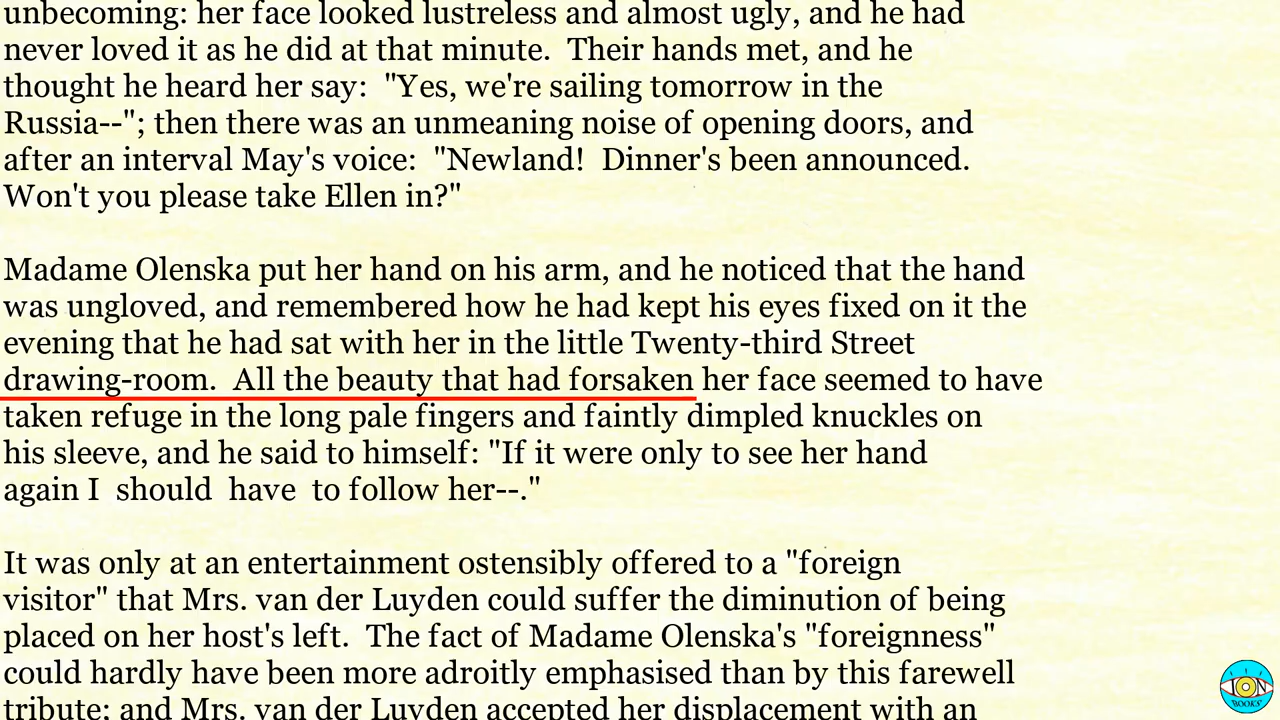 unbecoming: her face looked lustreless and almost ugly, and he had
never loved it as he did at that minute.  Their hands met, and he
thought he heard her say:  "Yes, we're sailing tomorrow in the
Russia--"; then there was an unmeaning noise of opening doors, and
after an interval May's voice:  "Newland!  Dinner's been announced.
Won't you please take Ellen in?"

Madame Olenska put her hand on his arm, and he noticed that the hand
was ungloved, and remembered how he had kept his eyes fixed on it the
evening that he had sat with her in the little Twenty-third Street
drawing-room.  All the beauty that had forsaken her face seemed to have
taken refuge in the long pale fingers and faintly dimpled knuckles on
his sleeve, and he said to himself: "If it were only to see her hand
again I  should  have  to follow her--."

It was only at an entertainment ostensibly offered to a "foreign
visitor" that Mrs. van der Luyden could suffer the diminution of being
placed on her host's left.  The fact of Madame Olenska's "foreignness"
could hardly have been more adroitly emphasised than by this farewell
tribute; and Mrs. van der Luyden accepted her displacement with an
ION
BOOKS